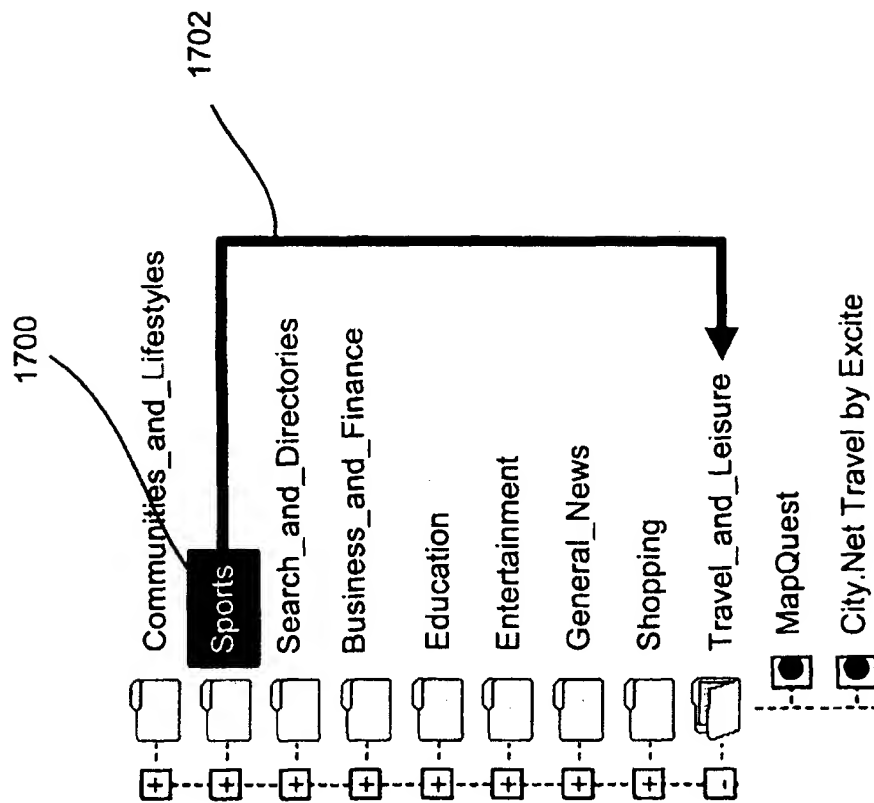 1700
1702
+ Communities_and_Lifestyles
+ Sports
+ Search_and_Directories
+ Business_and_Finance
+ Education
+ Entertainment
+ General_News
+ Shopping
- Travel_and_Leisure
MapQuest
City.Net Travel by Excite